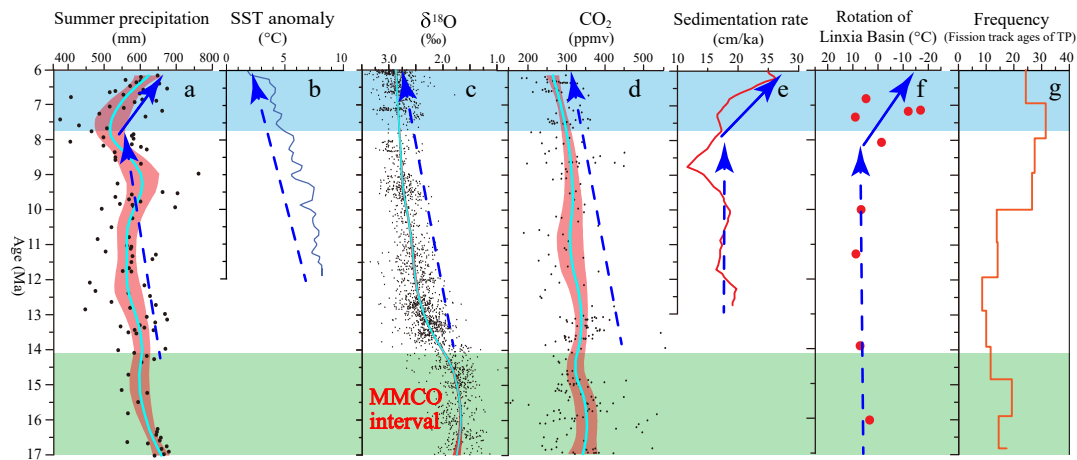 Summer precipitation
(mm)
400 500 600 700
SST anomaly
(°C)
0 5 10
δ18O
(‰)
4.0 3.0 2.0 1.0
CO2
(ppmv)
200 300 400 500
Sedimentation rate
(cm/ka)
10 15 20 25 30
Rotation of
Linxia Basin (°C)
20 10 0 -10 -20
Frequency
(Fission track ages of TP)
0 10 20 30 40
a b c d e f g
Age (Ma)
6
7
8
9
10
11
12
13
14
15
16
17
MMCO
interval